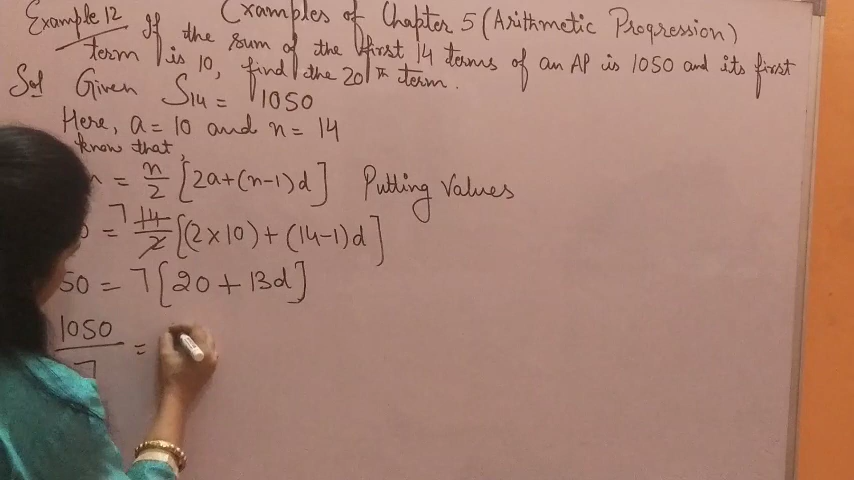 Examples of Chapter 5 (Arithmetic Progression)
Example 12 If the sum of the first 14 terms of an AP is 1050 and its first
term is 10, find the 20th term.
Sol Given S14 = 1050
Here, a = 10 and n = 14
know that,
= n/2 [2a+(n-1)d] Putting Values
= 7 14/2 [(2×10) + (14-1)d]
50 = 7[20 + 13d]
1050/7 =